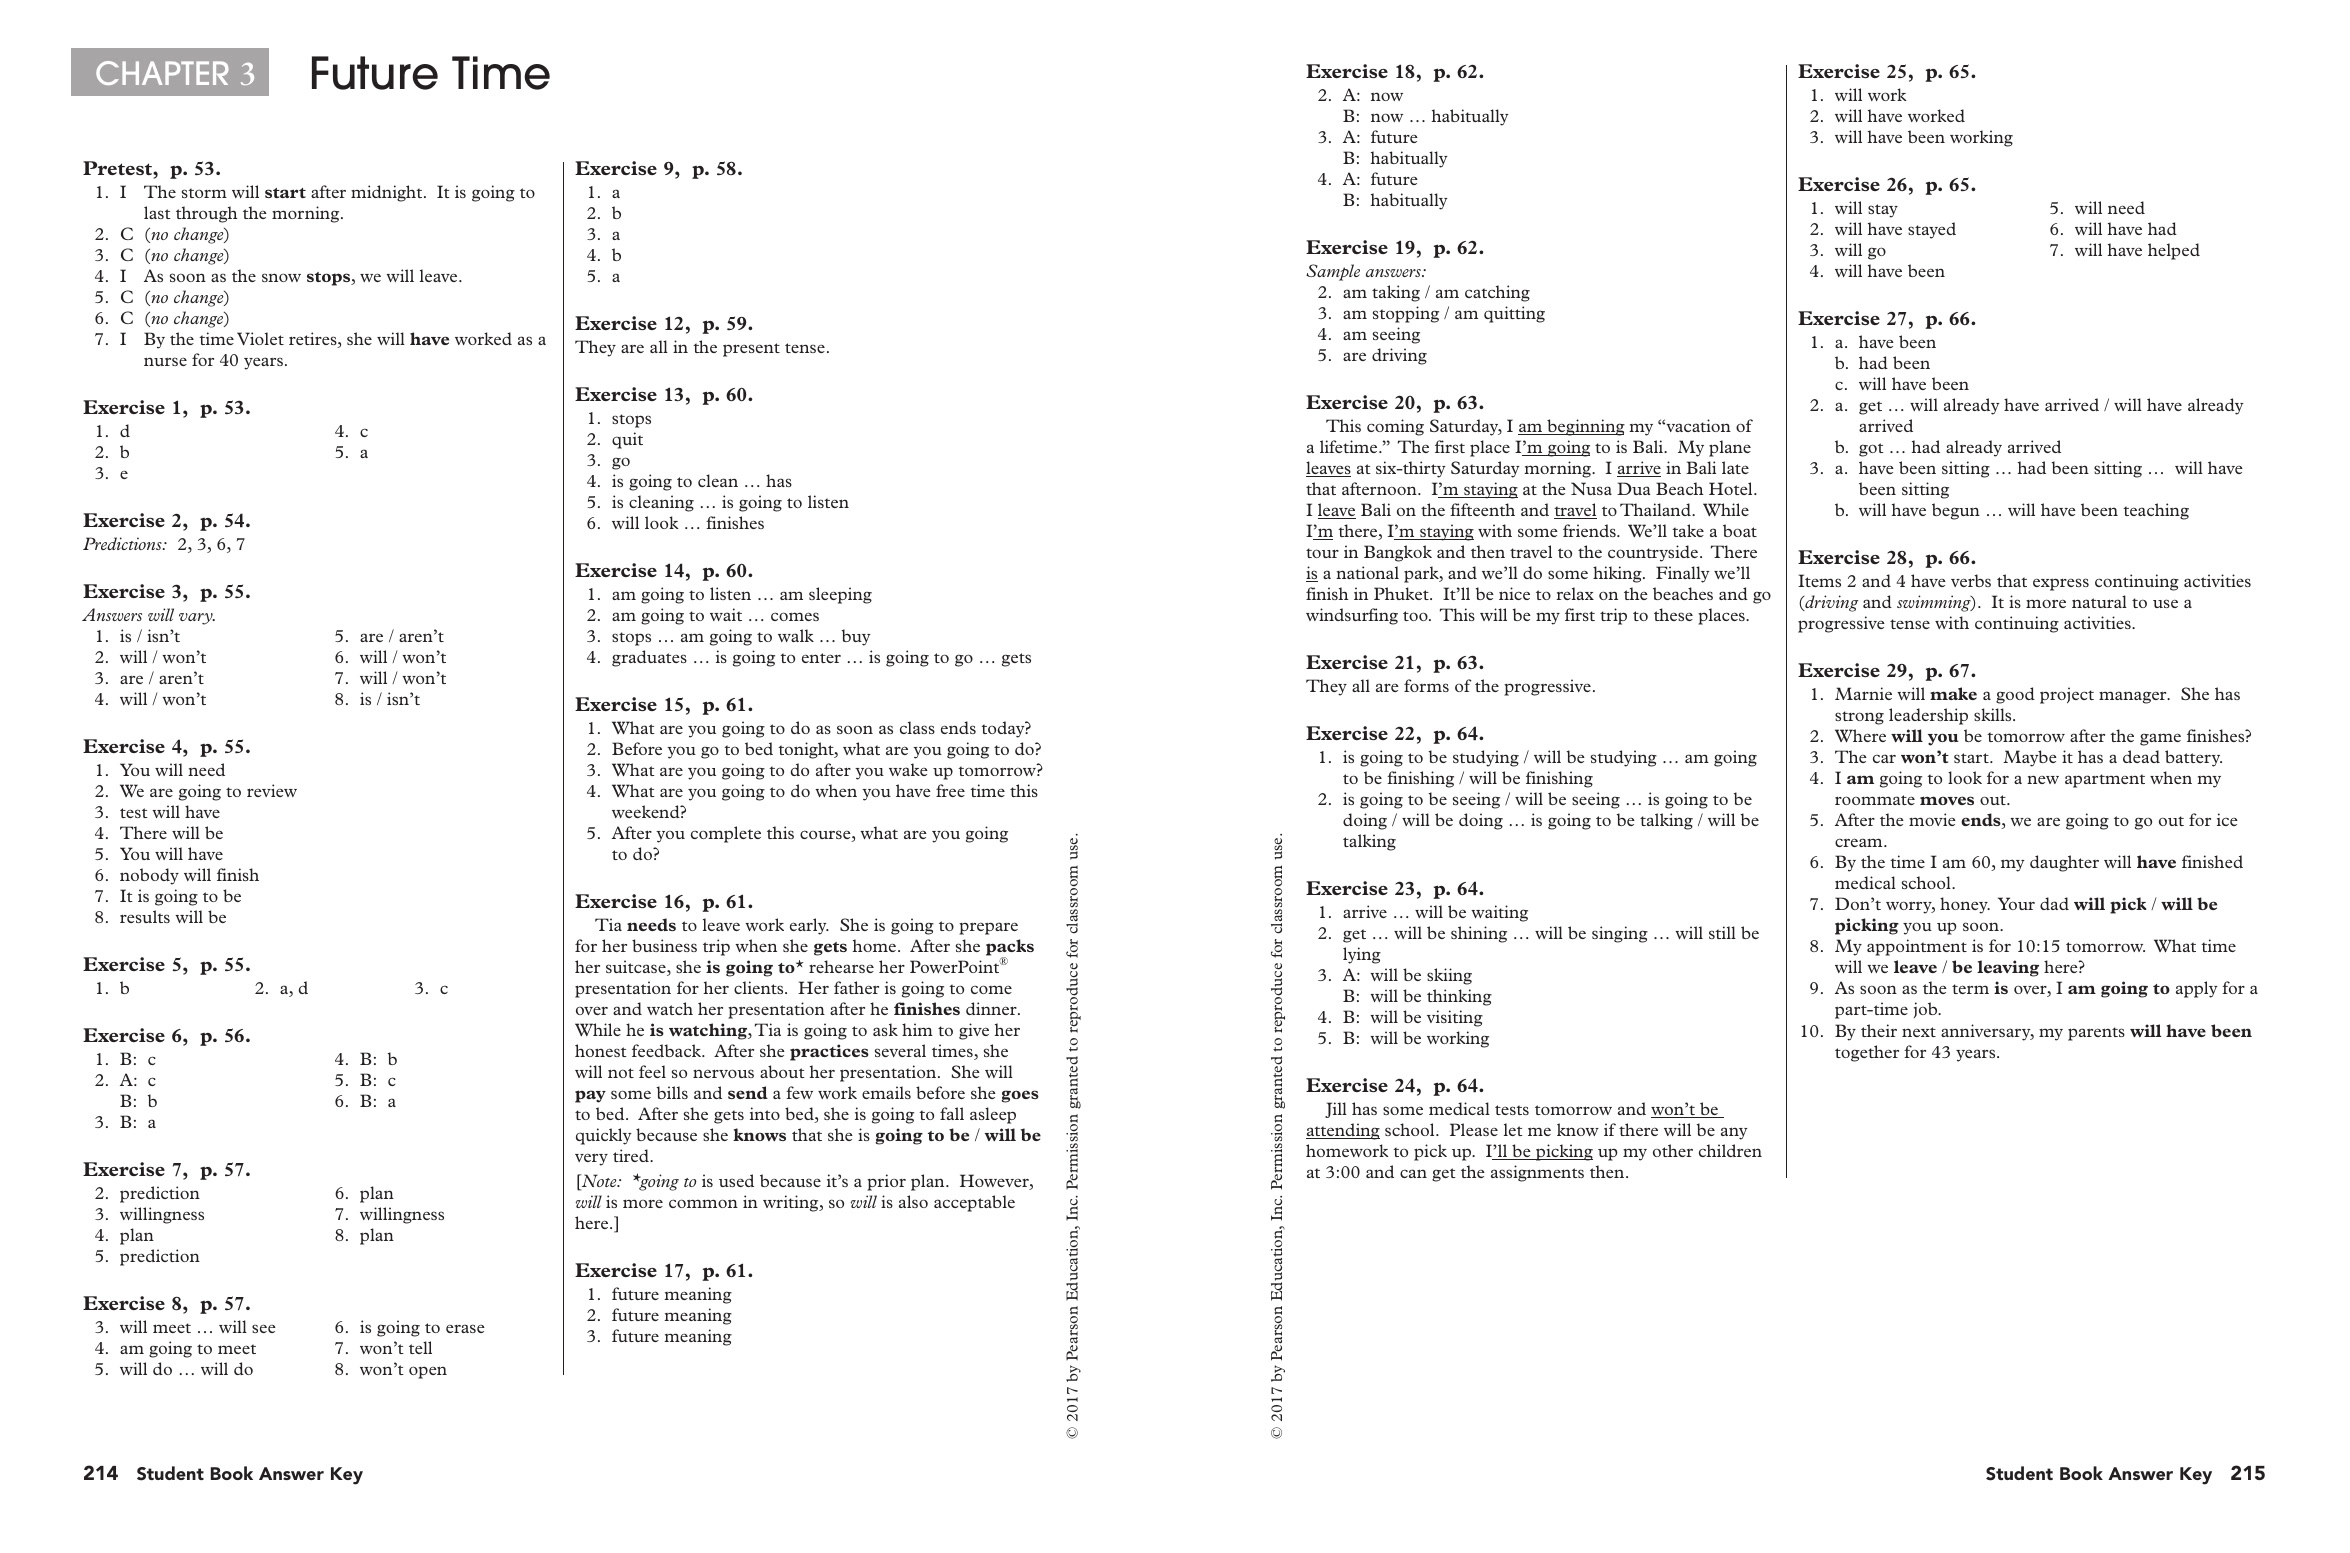 CHAPTER 3 Future Time
Pretest, p. 53.
1. I The storm will start after midnight. It is going to
last through the morning.
2. C (no change)
3. C (no change)
4. I As soon as the snow stops, we will leave.
5. C (no change)
6. C (no change)
7. I By the time Violet retires, she will have worked as a
nurse for 40 years.
Exercise 1, p. 53.
1. d
2. b
3. e
4. c
5. a
Exercise 2, p. 54.
Predictions: 2, 3, 6, 7
Exercise 3, p. 55.
Answers will vary.
1. is / isn't
2. will / won't
3. are / aren't
4. will / won't
5. are / aren't
6. will / won't
7. will / won't
8. is / isn't
Exercise 4, p. 55.
1. You will need
2. We are going to review
3. test will have
4. There will be
5. You will have
6. nobody will finish
7. It is going to be
8. results will be
Exercise 5, p. 55.
1. b 2. a, d 3. c
Exercise 6, p. 56.
1. B: c
2. A: c
B: b
3. B: a
4. B: b
5. B: c
6. B: a
Exercise 7, p. 57.
2. prediction
3. willingness
4. plan
5. prediction
6. plan
7. willingness
8. plan
Exercise 8, p. 57.
3. will meet … will see
4. am going to meet
5. will do … will do
6. is going to erase
7. won't tell
8. won't open
Exercise 9, p. 58.
1. a
2. b
3. a
4. b
5. a
Exercise 12, p. 59.
They are all in the present tense.
Exercise 13, p. 60.
1. stops
2. quit
3. go
4. is going to clean … has
5. is cleaning … is going to listen
6. will look … finishes
Exercise 14, p. 60.
1. am going to listen … am sleeping
2. am going to wait … comes
3. stops … am going to walk … buy
4. graduates … is going to enter … is going to go … gets
Exercise 15, p. 61.
1. What are you going to do as soon as class ends today?
2. Before you go to bed tonight, what are you going to do?
3. What are you going to do after you wake up tomorrow?
4. What are you going to do when you have free time this
weekend?
5. After you complete this course, what are you going
to do?
Exercise 16, p. 61.
Tia needs to leave work early. She is going to prepare
for her business trip when she gets home. After she packs
her suitcase, she is going to* rehearse her PowerPoint®
presentation for her clients. Her father is going to come
over and watch her presentation after he finishes dinner.
While he is watching, Tia is going to ask him to give her
honest feedback. After she practices several times, she
will not feel so nervous about her presentation. She will
pay some bills and send a few work emails before she goes
to bed. After she gets into bed, she is going to fall asleep
quickly because she knows that she is going to be / will be
very tired.
[Note: *going to is used because it's a prior plan. However,
will is more common in writing, so will is also acceptable
here.]
Exercise 17, p. 61.
1. future meaning
2. future meaning
3. future meaning
© 2017 by Pearson Education, Inc. Permission granted to reproduce for classroom use.
214 Student Book Answer Key
© 2017 by Pearson Education, Inc. Permission granted to reproduce for classroom use.
Exercise 18, p. 62.
2. A: now
B: now … habitually
3. A: future
B: habitually
4. A: future
B: habitually
Exercise 19, p. 62.
Sample answers:
2. am taking / am catching
3. am stopping / am quitting
4. am seeing
5. are driving
Exercise 20, p. 63.
This coming Saturday, I am beginning my “vacation of
a lifetime.” The first place I'm going to is Bali. My plane
leaves at six-thirty Saturday morning. I arrive in Bali late
that afternoon. I'm staying at the Nusa Dua Beach Hotel.
I leave Bali on the fifteenth and travel to Thailand. While
I'm there, I'm staying with some friends. We'll take a boat
tour in Bangkok and then travel to the countryside. There
is a national park, and we'll do some hiking. Finally we'll
finish in Phuket. It'll be nice to relax on the beaches and go
windsurfing too. This will be my first trip to these places.
Exercise 21, p. 63.
They all are forms of the progressive.
Exercise 22, p. 64.
1. is going to be studying / will be studying … am going
to be finishing / will be finishing
2. is going to be seeing / will be seeing … is going to be
doing / will be doing … is going to be talking / will be
talking
Exercise 23, p. 64.
1. arrive … will be waiting
2. get … will be shining … will be singing … will still be
lying
3. A: will be skiing
B: will be thinking
4. B: will be visiting
5. B: will be working
Exercise 24, p. 64.
Jill has some medical tests tomorrow and won't be
attending school. Please let me know if there will be any
homework to pick up. I'll be picking up my other children
at 3:00 and can get the assignments then.
Exercise 25, p. 65.
1. will work
2. will have worked
3. will have been working
Exercise 26, p. 65.
1. will stay
2. will have stayed
3. will go
4. will have been
5. will need
6. will have had
7. will have helped
Exercise 27, p. 66.
1. a. have been
b. had been
c. will have been
2. a. get … will already have arrived / will have already
arrived
b. got … had already arrived
3. a. have been sitting … had been sitting … will have
been sitting
b. will have begun … will have been teaching
Exercise 28, p. 66.
Items 2 and 4 have verbs that express continuing activities
(driving and swimming). It is more natural to use a
progressive tense with continuing activities.
Exercise 29, p. 67.
1. Marnie will make a good project manager. She has
strong leadership skills.
2. Where will you be tomorrow after the game finishes?
3. The car won't start. Maybe it has a dead battery.
4. I am going to look for a new apartment when my
roommate moves out.
5. After the movie ends, we are going to go out for ice
cream.
6. By the time I am 60, my daughter will have finished
medical school.
7. Don't worry, honey. Your dad will pick / will be
picking you up soon.
8. My appointment is for 10:15 tomorrow. What time
will we leave / be leaving here?
9. As soon as the term is over, I am going to apply for a
part-time job.
10. By their next anniversary, my parents will have been
together for 43 years.
Student Book Answer Key 215